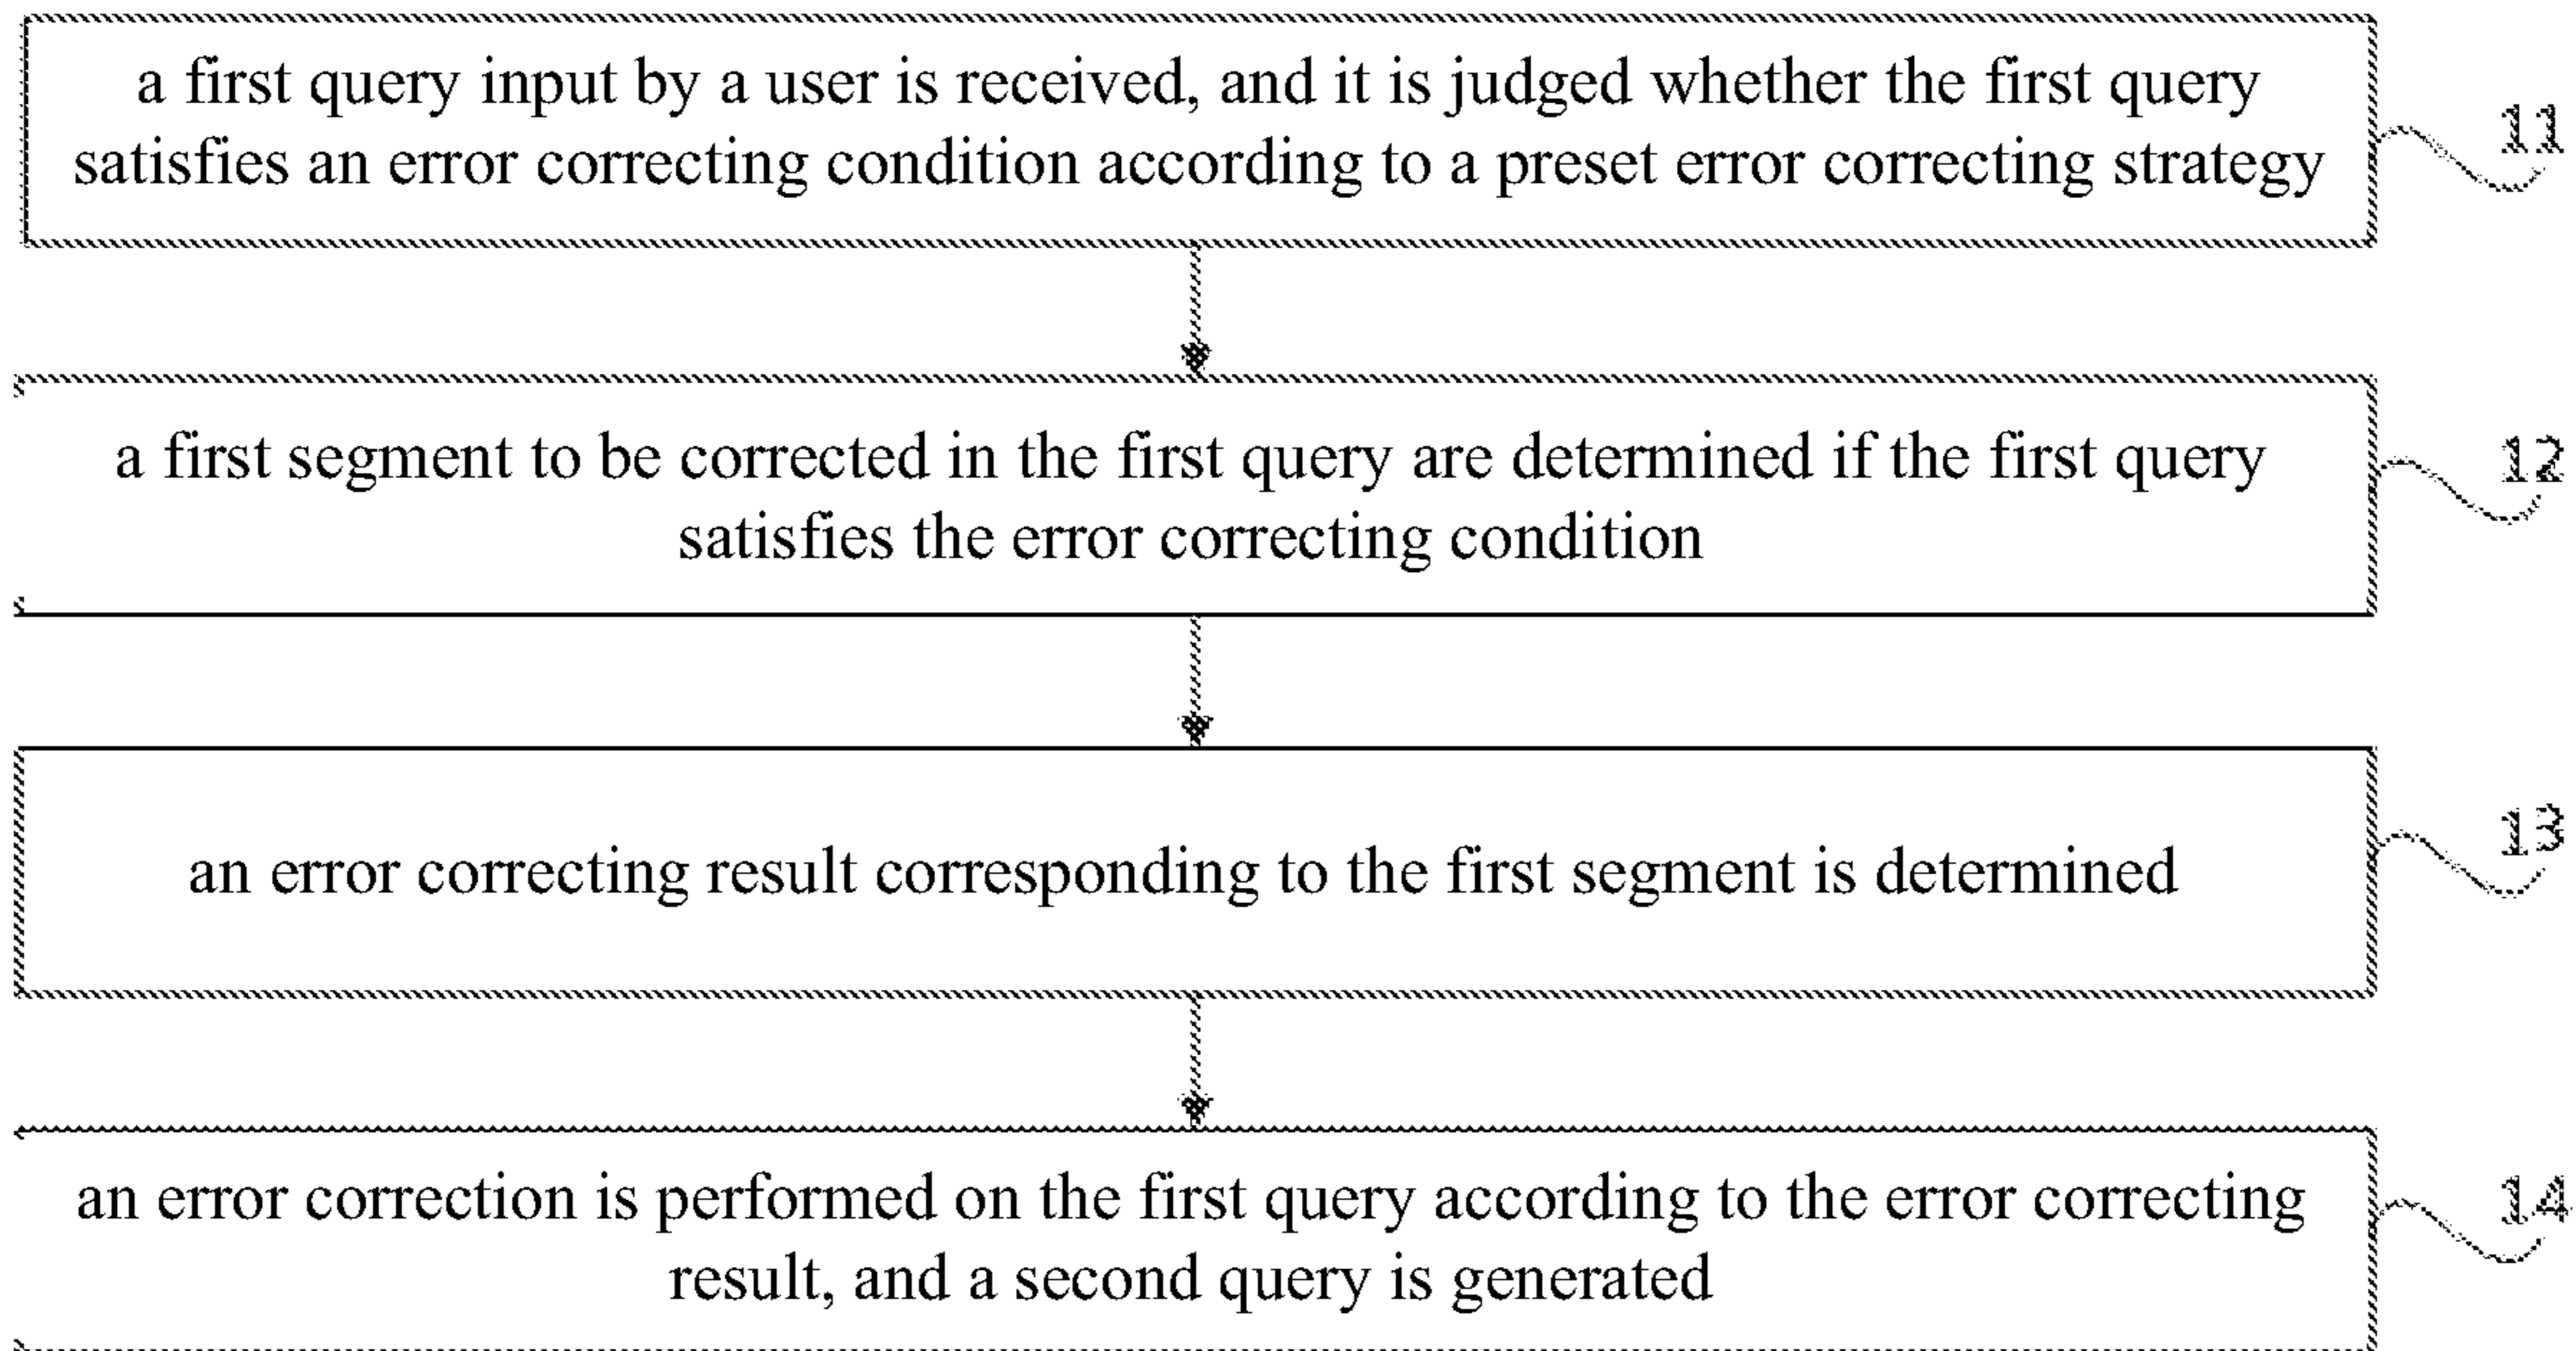 a first query input by a user is received, and it is judged whether the first query
satisfies an error correcting condition according to a preset error correcting strategy
11
a first segment to be corrected in the first query are determined if the first query
satisfies the error correcting condition
12
an error correcting result corresponding to the first segment is determined
13
an error correction is performed on the first query according to the error correcting
result, and a second query is generated
14